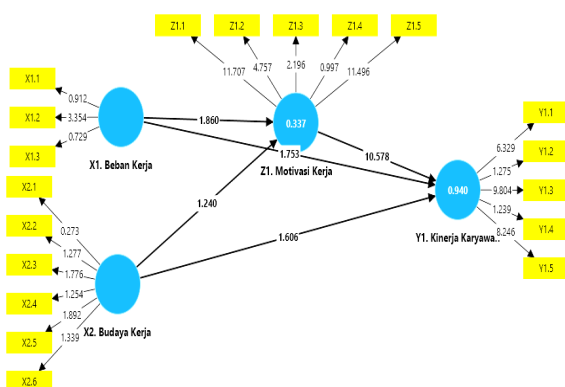 Z1.1 Z1.2 Z1.3 Z1.4 Z1.5
11.707 4.757 2.196 0.997 11.496
X1.1
X1.2
X1.3
0.912
3.354
0.729
X1. Beban Kerja
1.860
0.337
Z1. Motivasi Kerja
1.753
10.578
1.240
1.606
0.940
Y1. Kinerja Karyawa..
6.329
1.275
9.804
1.239
8.246
Y1.1
Y1.2
Y1.3
Y1.4
Y1.5
X2.1
X2.2
X2.3
X2.4
X2.5
X2.6
0.273
1.277
1.776
1.254
1.892
1.339
X2. Budaya Kerja